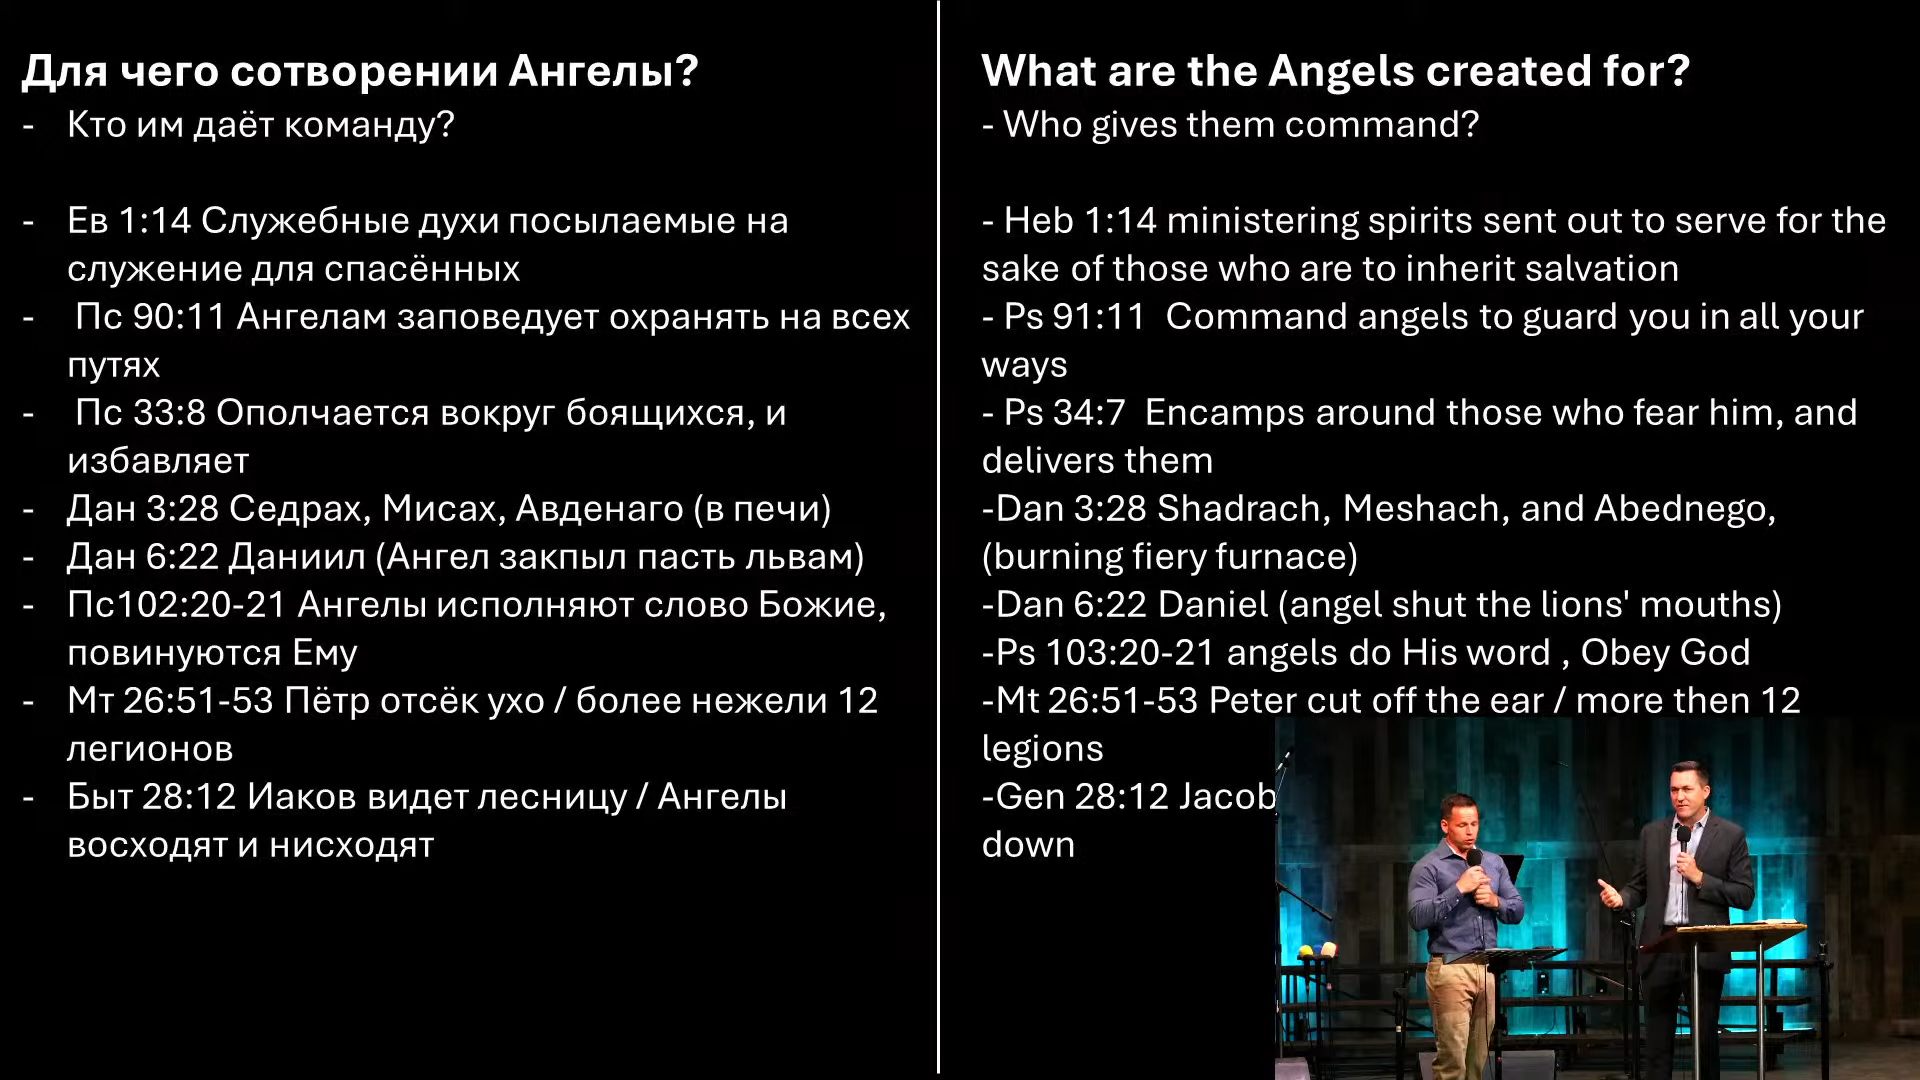 Для чего сотворении Ангелы?
- Кто им даёт команду?
- Ев 1:14 Служебные духи посылаемые на
служение для спасённых
- Пс 90:11 Ангелам заповедует охранять на всех
путях
- Пс 33:8 Ополчается вокруг боящихся, и
избавляет
- Дан 3:28 Седрах, Мисах, Авденаго (в печи)
- Дан 6:22 Даниил (Ангел закпыл пасть львам)
- Пс102:20-21 Ангелы исполняют слово Божие,
повинуются Ему
- Мт 26:51-53 Пётр отсёк ухо / более нежели 12
легионов
- Быт 28:12 Иаков видет лесницу / Ангелы
восходят и нисходят
What are the Angels created for?
- Who gives them command?
- Heb 1:14 ministering spirits sent out to serve for the
sake of those who are to inherit salvation
- Ps 91:11 Command angels to guard you in all your
ways
- Ps 34:7 Encamps around those who fear him, and
delivers them
-Dan 3:28 Shadrach, Meshach, and Abednego,
(burning fiery furnace)
-Dan 6:22 Daniel (angel shut the lions' mouths)
-Ps 103:20-21 angels do His word , Obey God
-Mt 26:51-53 Peter cut off the ear / more then 12
legions
-Gen 28:12 Jacob
down